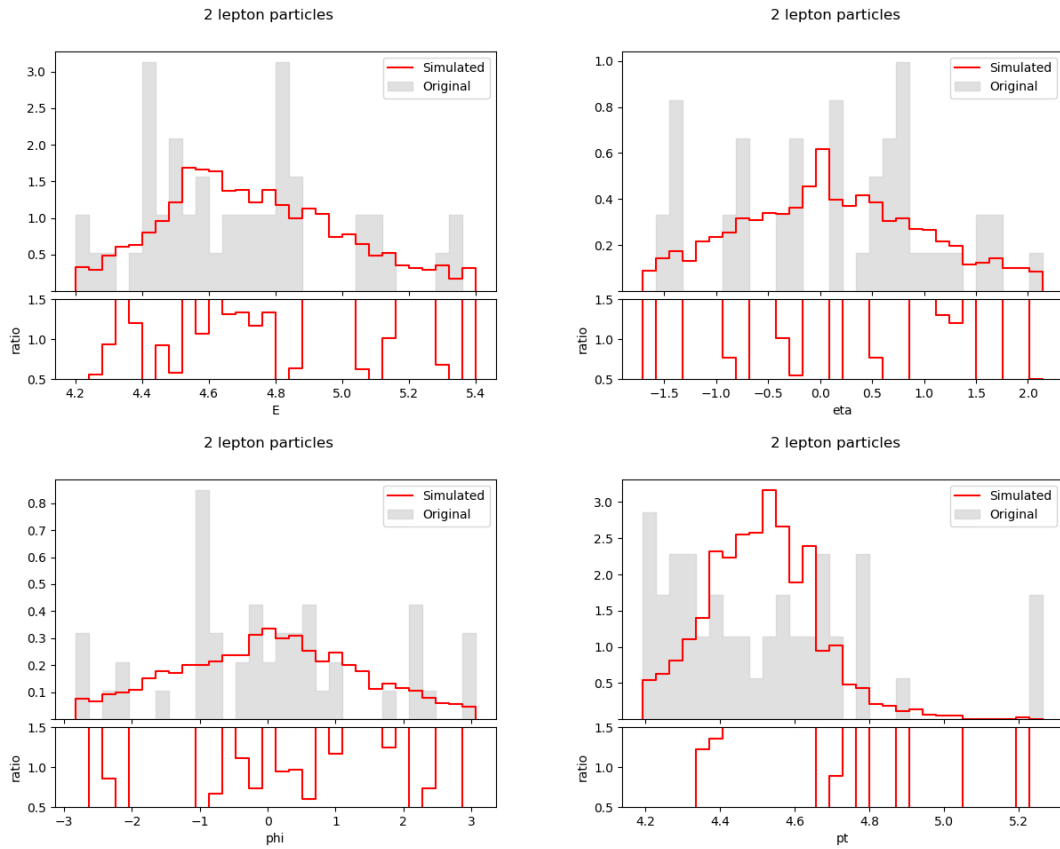 2 lepton particles
3.0
2.5
2.0
1.5
1.0
0.5
Simulated
Original
1.5
1.0
0.5
ratio
4.2 4.4 4.6 4.8 5.0 5.2 5.4
E
2 lepton particles
1.0
0.8
0.6
0.4
0.2
Simulated
Original
1.5
1.0
0.5
ratio
−1.5 −1.0 −0.5 0.0 0.5 1.0 1.5 2.0
eta
2 lepton particles
0.8
0.7
0.6
0.5
0.4
0.3
0.2
0.1
Simulated
Original
1.5
1.0
0.5
ratio
−3 −2 −1 0 1 2 3
phi
2 lepton particles
3.0
2.5
2.0
1.5
1.0
0.5
Simulated
Original
1.5
1.0
0.5
ratio
4.2 4.4 4.6 4.8 5.0 5.2
pt